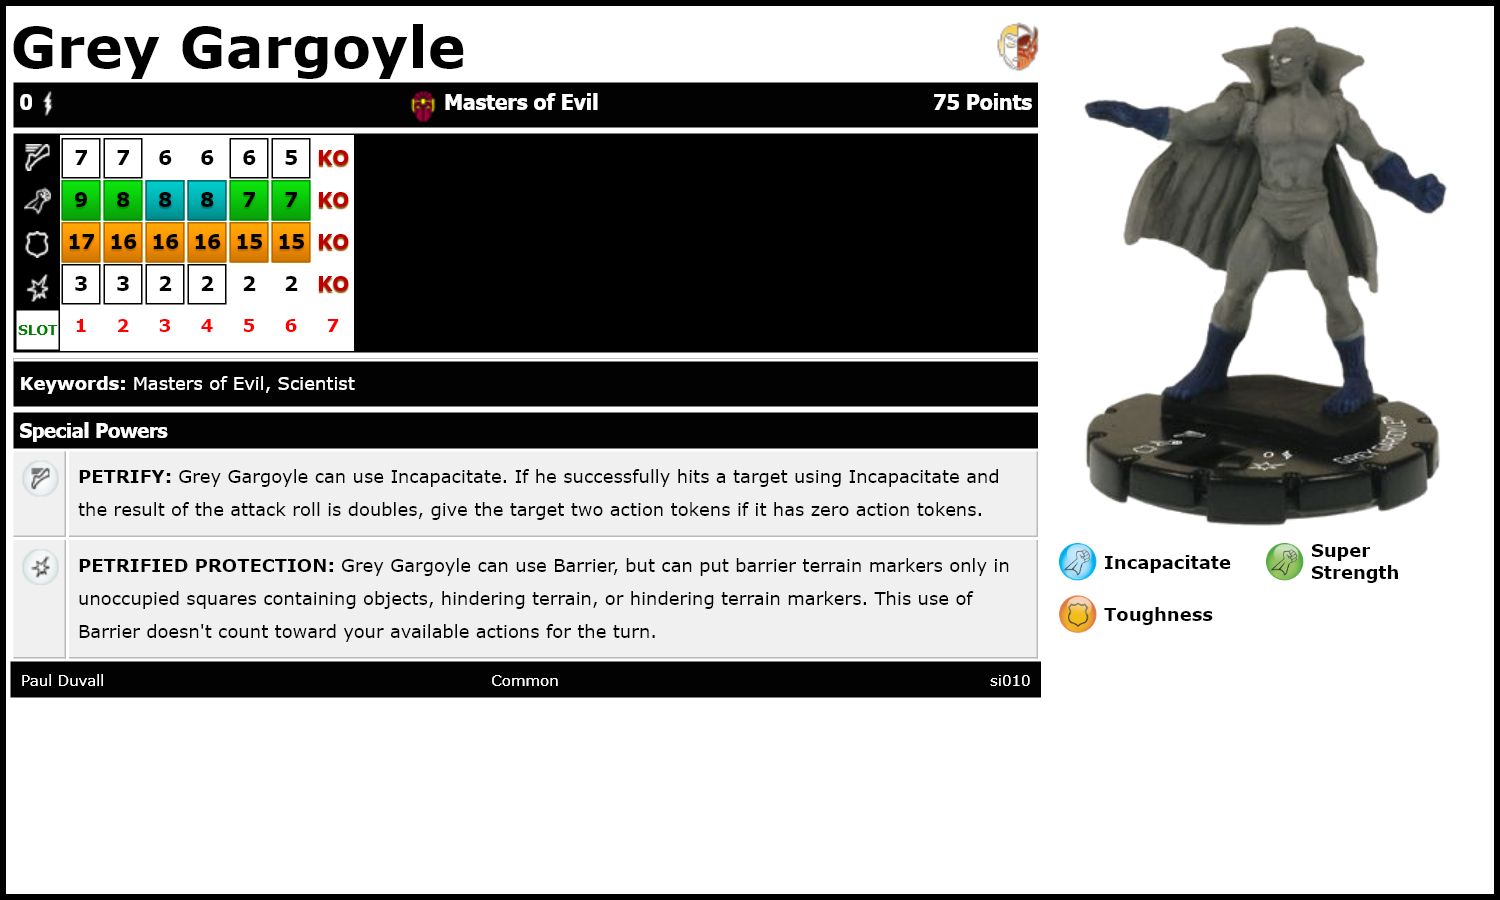 Grey Gargoyle
0 Masters of Evil 75 Points
7 7 6 6 6 5 KO
9 8 8 8 7 7 KO
17 16 16 16 15 15 KO
3 3 2 2 2 2 KO
SLOT 1 2 3 4 5 6 7
Keywords: Masters of Evil, Scientist
Special Powers
PETRIFY: Grey Gargoyle can use Incapacitate. If he successfully hits a target using Incapacitate and
the result of the attack roll is doubles, give the target two action tokens if it has zero action tokens.
PETRIFIED PROTECTION: Grey Gargoyle can use Barrier, but can put barrier terrain markers only in
unoccupied squares containing objects, hindering terrain, or hindering terrain markers. This use of
Barrier doesn't count toward your available actions for the turn.
Paul Duvall Common si010
GREY GARGOYLE
Incapacitate
Super
Strength
Toughness